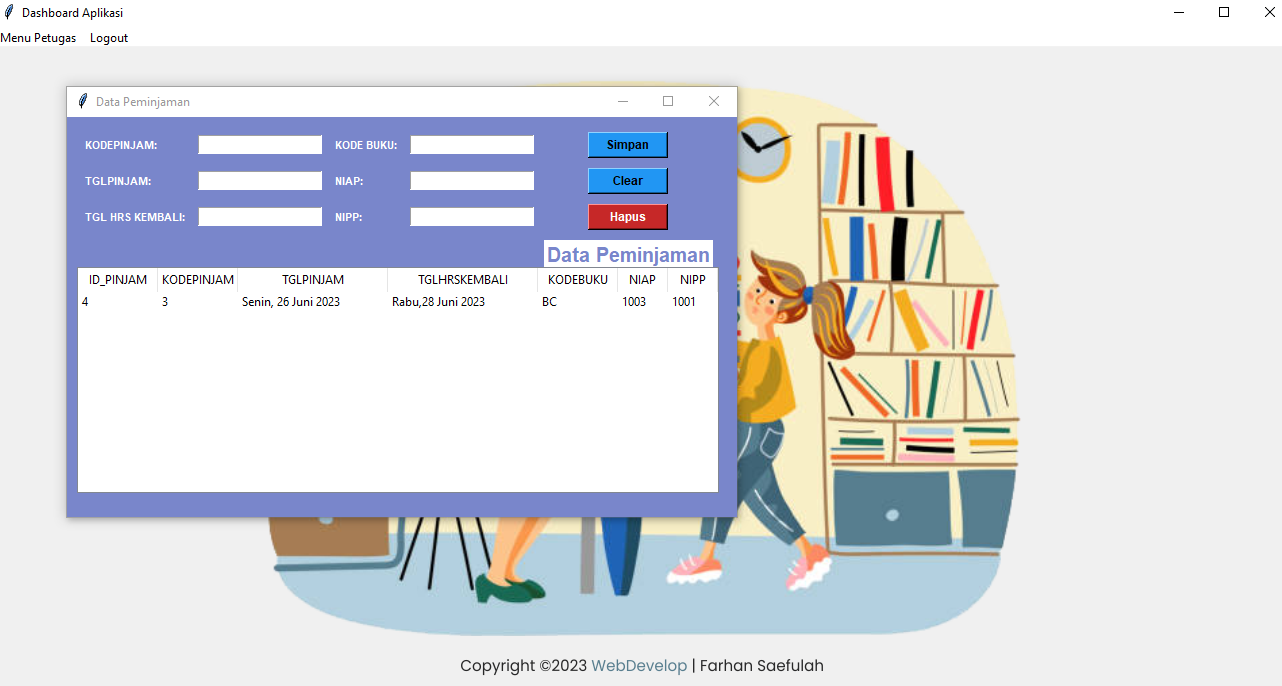 Dashboard Aplikasi
Menu Petugas Logout
Data Peminjaman
KODEPINJAM: KODE BUKU: Simpan
TGLPINJAM: NIAP: Clear
TGL HRS KEMBALI: NIPP: Hapus
Data Peminjaman
ID_PINJAM KODEPINJAM TGLPINJAM TGLHRSKEMBALI KODEBUKU NIAP NIPP
4 3 Senin, 26 Juni 2023 Rabu,28 Juni 2023 BC 1003 1001
Copyright ©2023 WebDevelop | Farhan Saefulah